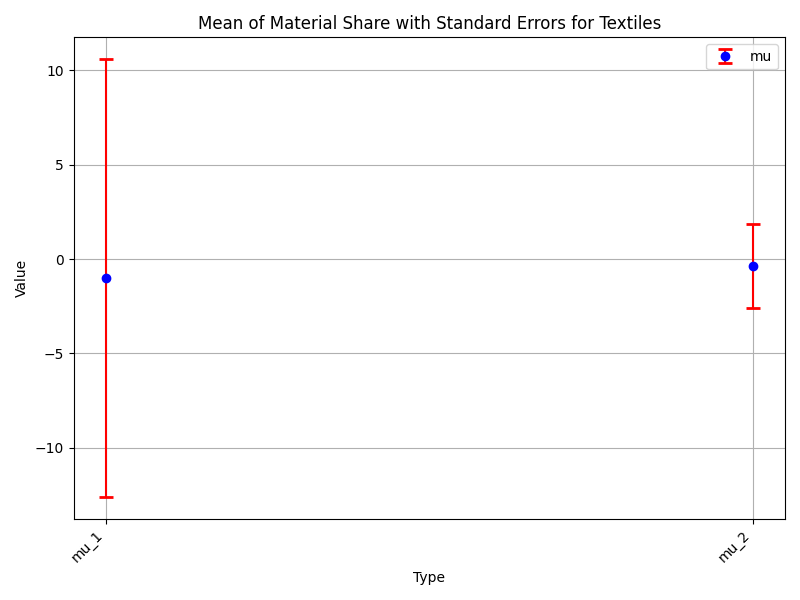 Mean of Material Share with Standard Errors for Textiles
mu
10
5
0
−5
−10
Value
mu_1
mu_2
Type